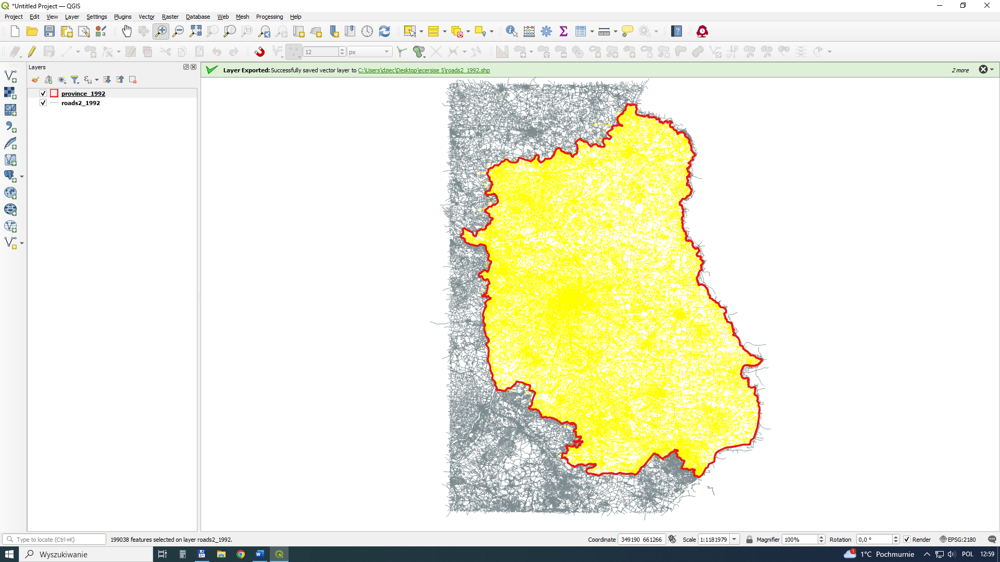 *Untitled Project — QGIS
Project Edit View Layer Settings Plugins Vector Raster Database Web Mesh Processing Help
12 px
Layers
Layer Exported: Successfully saved vector layer to C:\Users\dziec\Desktop\ecersise 5\roads2_1992.shp 2 more
province_1992
roads2_1992
Type to locate (Ctrl+K) 199038 features selected on layer roads2_1992. Coordinate 349190 661266 Scale 1:1181979 Magnifier 100% Rotation 0,0 ° Render EPSG:2180
Wyszukiwanie 1 1°C Pochmurnie POL 12:59